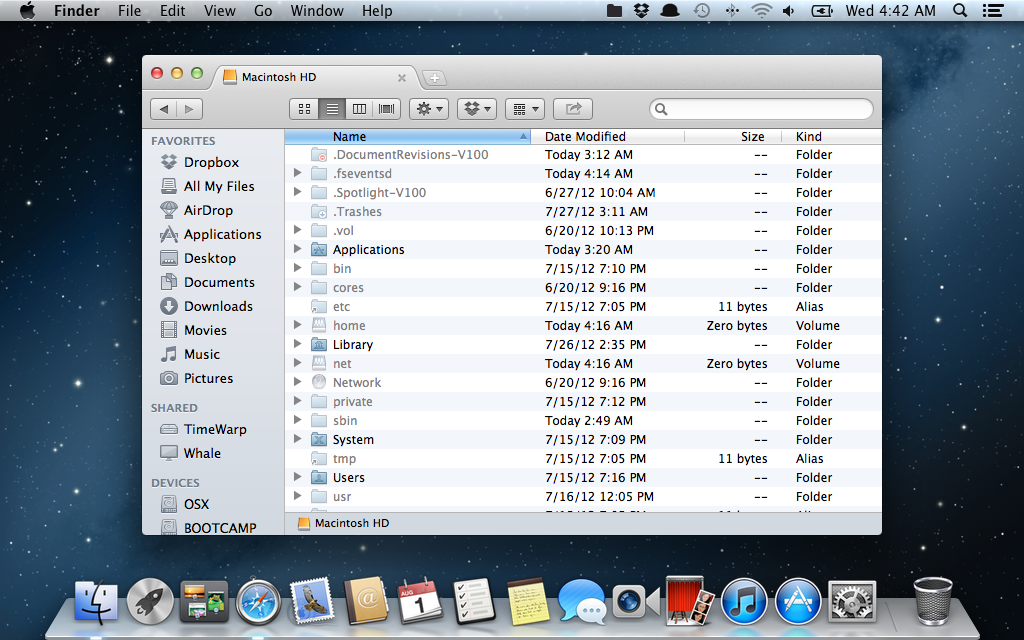 Finder File Edit View Go Window Help Wed 4:42 AM
Macintosh HD
FAVORITES
Dropbox
All My Files
AirDrop
Applications
Desktop
Documents
Downloads
Movies
Music
Pictures
SHARED
TimeWarp
Whale
DEVICES
OSX
BOOTCAMP
Name Date Modified Size Kind
.DocumentRevisions-V100 Today 3:12 AM -- Folder
.fseventsd Today 4:14 AM -- Folder
.Spotlight-V100 6/27/12 10:04 AM -- Folder
.Trashes 7/27/12 3:11 AM -- Folder
.vol 6/20/12 10:13 PM -- Folder
Applications Today 3:20 AM -- Folder
bin 7/15/12 7:10 PM -- Folder
cores 6/20/12 9:16 PM -- Folder
etc 7/15/12 7:05 PM 11 bytes Alias
home Today 4:16 AM Zero bytes Volume
Library 7/26/12 2:35 PM -- Folder
net Today 4:16 AM Zero bytes Volume
Network 6/20/12 9:16 PM -- Folder
private 7/15/12 7:12 PM -- Folder
sbin Today 2:49 AM -- Folder
System 7/15/12 7:09 PM -- Folder
tmp 7/15/12 7:05 PM 11 bytes Alias
Users 7/15/12 7:16 PM -- Folder
usr 7/16/12 12:05 PM -- Folder
Macintosh HD
@
AUG
1